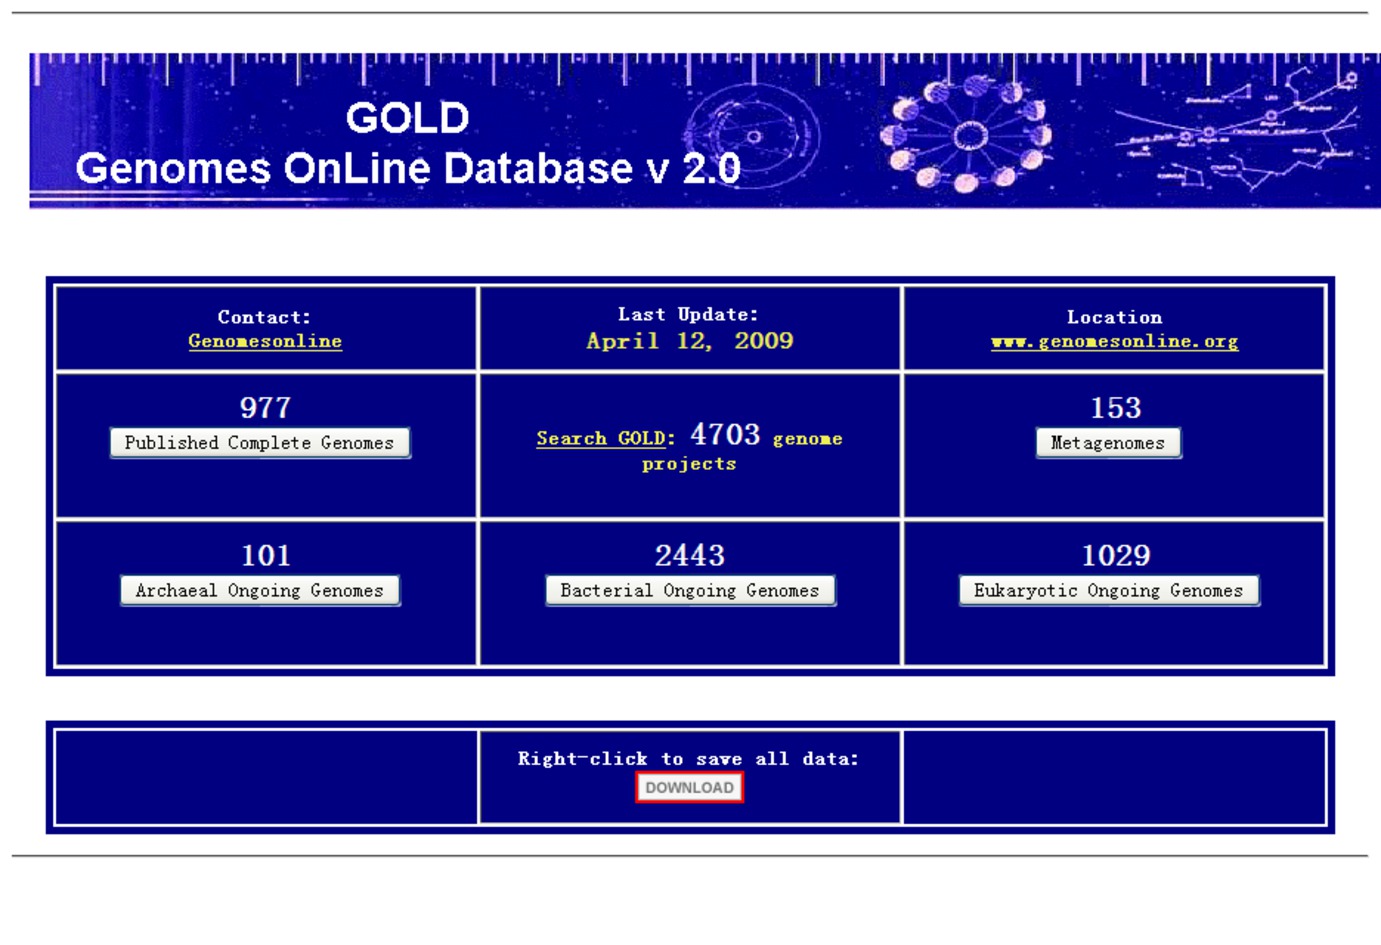 GOLD
Genomes OnLine Database v 2.0
Contact:
Genomesonline
Last Update:
April 12, 2009
Location
www.genomesonline.org
977
Published Complete Genomes
Search GOLD: 4703 genome
projects
153
Metagenomes
101
Archaeal Ongoing Genomes
2443
Bacterial Ongoing Genomes
1029
Eukaryotic Ongoing Genomes
Right-click to save all data:
DOWNLOAD